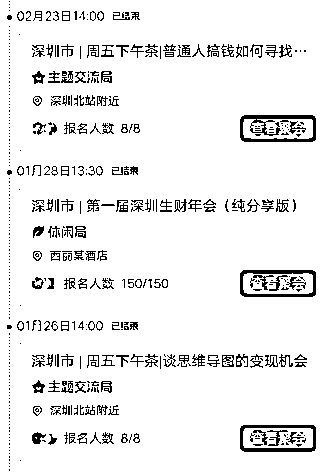 02月23日14:00 已结束
深圳市 | 周五下午茶|普通人搞钱如何寻找…
主题交流局
深圳北站附近
报名人数 8/8
查看聚会
01月28日13:30 已结束
深圳市 | 第一届深圳生财年会（纯分享版）
休闲局
西丽某酒店
报名人数 150/150
查看聚会
01月26日14:00 已结束
深圳市 | 周五下午茶|谈思维导图的变现机会
主题交流局
深圳北站附近
报名人数 8/8
查看聚会